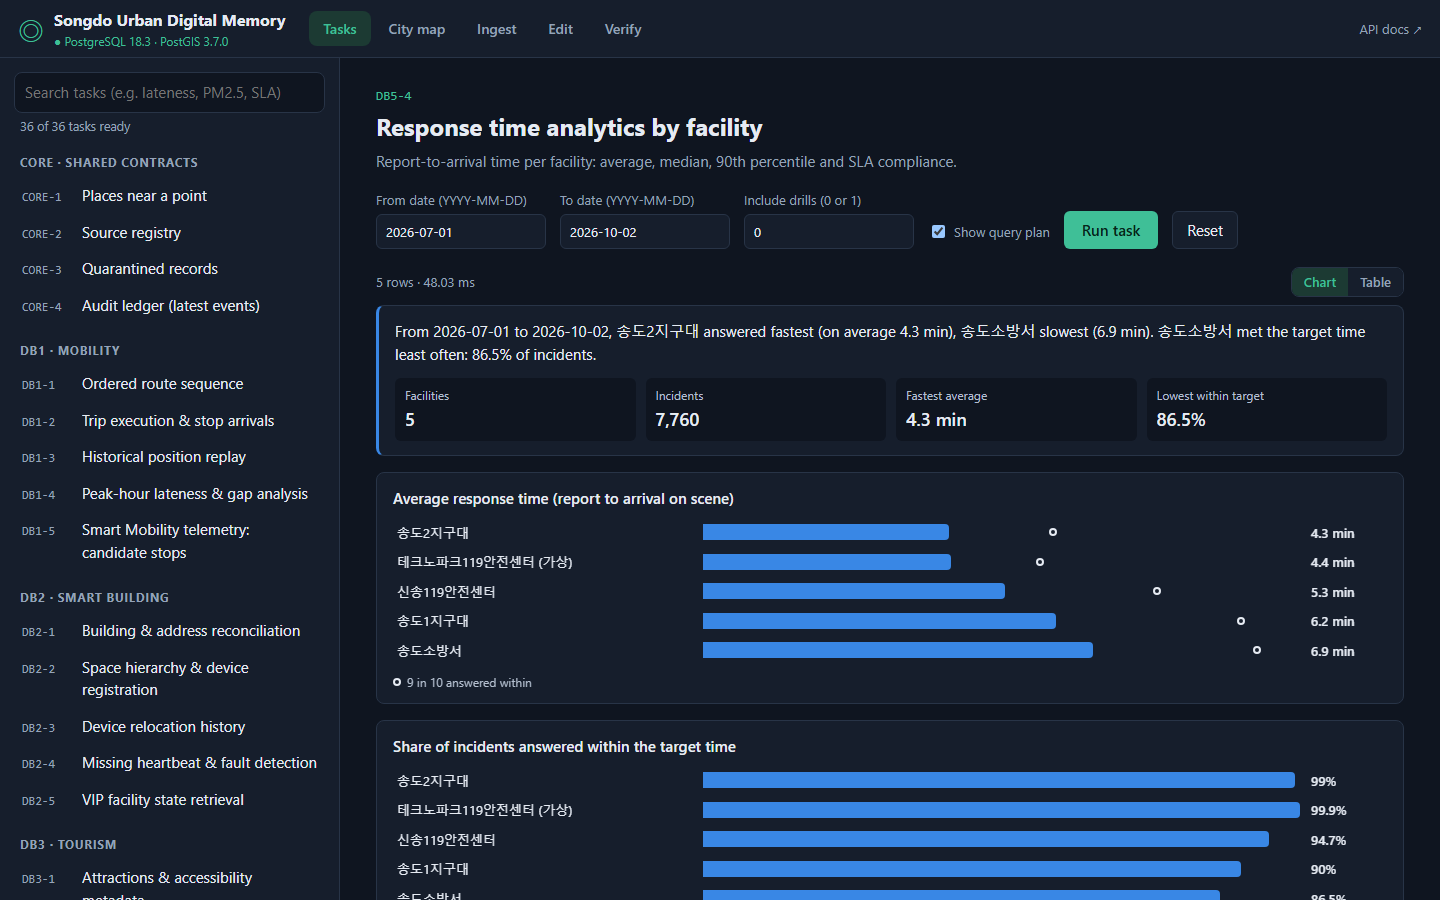 Songdo Urban Digital Memory
PostgreSQL 18.3 · PostGIS 3.7.0
Tasks
City map
Ingest
Edit
Verify
API docs ↗
Search tasks (e.g. lateness, PM2.5, SLA)
36 of 36 tasks ready
CORE · SHARED CONTRACTS
CORE-1 Places near a point
CORE-2 Source registry
CORE-3 Quarantined records
CORE-4 Audit ledger (latest events)
DB1 · MOBILITY
DB1-1 Ordered route sequence
DB1-2 Trip execution & stop arrivals
DB1-3 Historical position replay
DB1-4 Peak-hour lateness & gap analysis
DB1-5 Smart Mobility telemetry:
candidate stops
DB2 · SMART BUILDING
DB2-1 Building & address reconciliation
DB2-2 Space hierarchy & device
registration
DB2-3 Device relocation history
DB2-4 Missing heartbeat & fault detection
DB2-5 VIP facility state retrieval
DB3 · TOURISM
DB3-1 Attractions & accessibility
metadata
DB5-4
Response time analytics by facility
Report-to-arrival time per facility: average, median, 90th percentile and SLA compliance.
From date (YYYY-MM-DD)
To date (YYYY-MM-DD)
Include drills (0 or 1)
2026-07-01
2026-10-02
0
Show query plan
Run task
Reset
5 rows · 48.03 ms
Chart
Table
From 2026-07-01 to 2026-10-02, 송도2지구대 answered fastest (on average 4.3 min), 송도소방서 slowest (6.9 min). 송도소방서 met the target time
least often: 86.5% of incidents.
Facilities
5
Incidents
7,760
Fastest average
4.3 min
Lowest within target
86.5%
Average response time (report to arrival on scene)
송도2지구대 4.3 min
테크노파크119안전센터 (가상) 4.4 min
신송119안전센터 5.3 min
송도1지구대 6.2 min
송도소방서 6.9 min
9 in 10 answered within
Share of incidents answered within the target time
송도2지구대 99%
테크노파크119안전센터 (가상) 99.9%
신송119안전센터 94.7%
송도1지구대 90%
송도소방서 86.5%